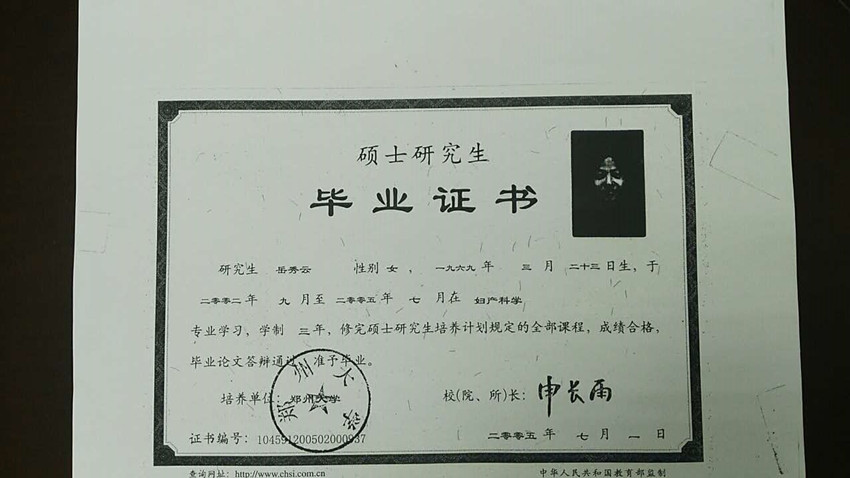 硕士研究生
毕业证书
研究生 岳秀云 性别 女 ， 一九六九 年 三 月 二十三 日生，于
二零零二 年 九 月至 二零零五 年 七 月在 妇产科学
专业学习，学制 三年，修完硕士研究生培养计划规定的全部课程，成绩合格，
毕业论文答辩通过，准予毕业。
培养单位：郑州大学 校(院、所)长：申长雨
郑州大学
证书编号：104591200502000937 二零零五 年 七 月 一 日
查询网址：http://www.chsi.com.cn 中华人民共和国教育部监制